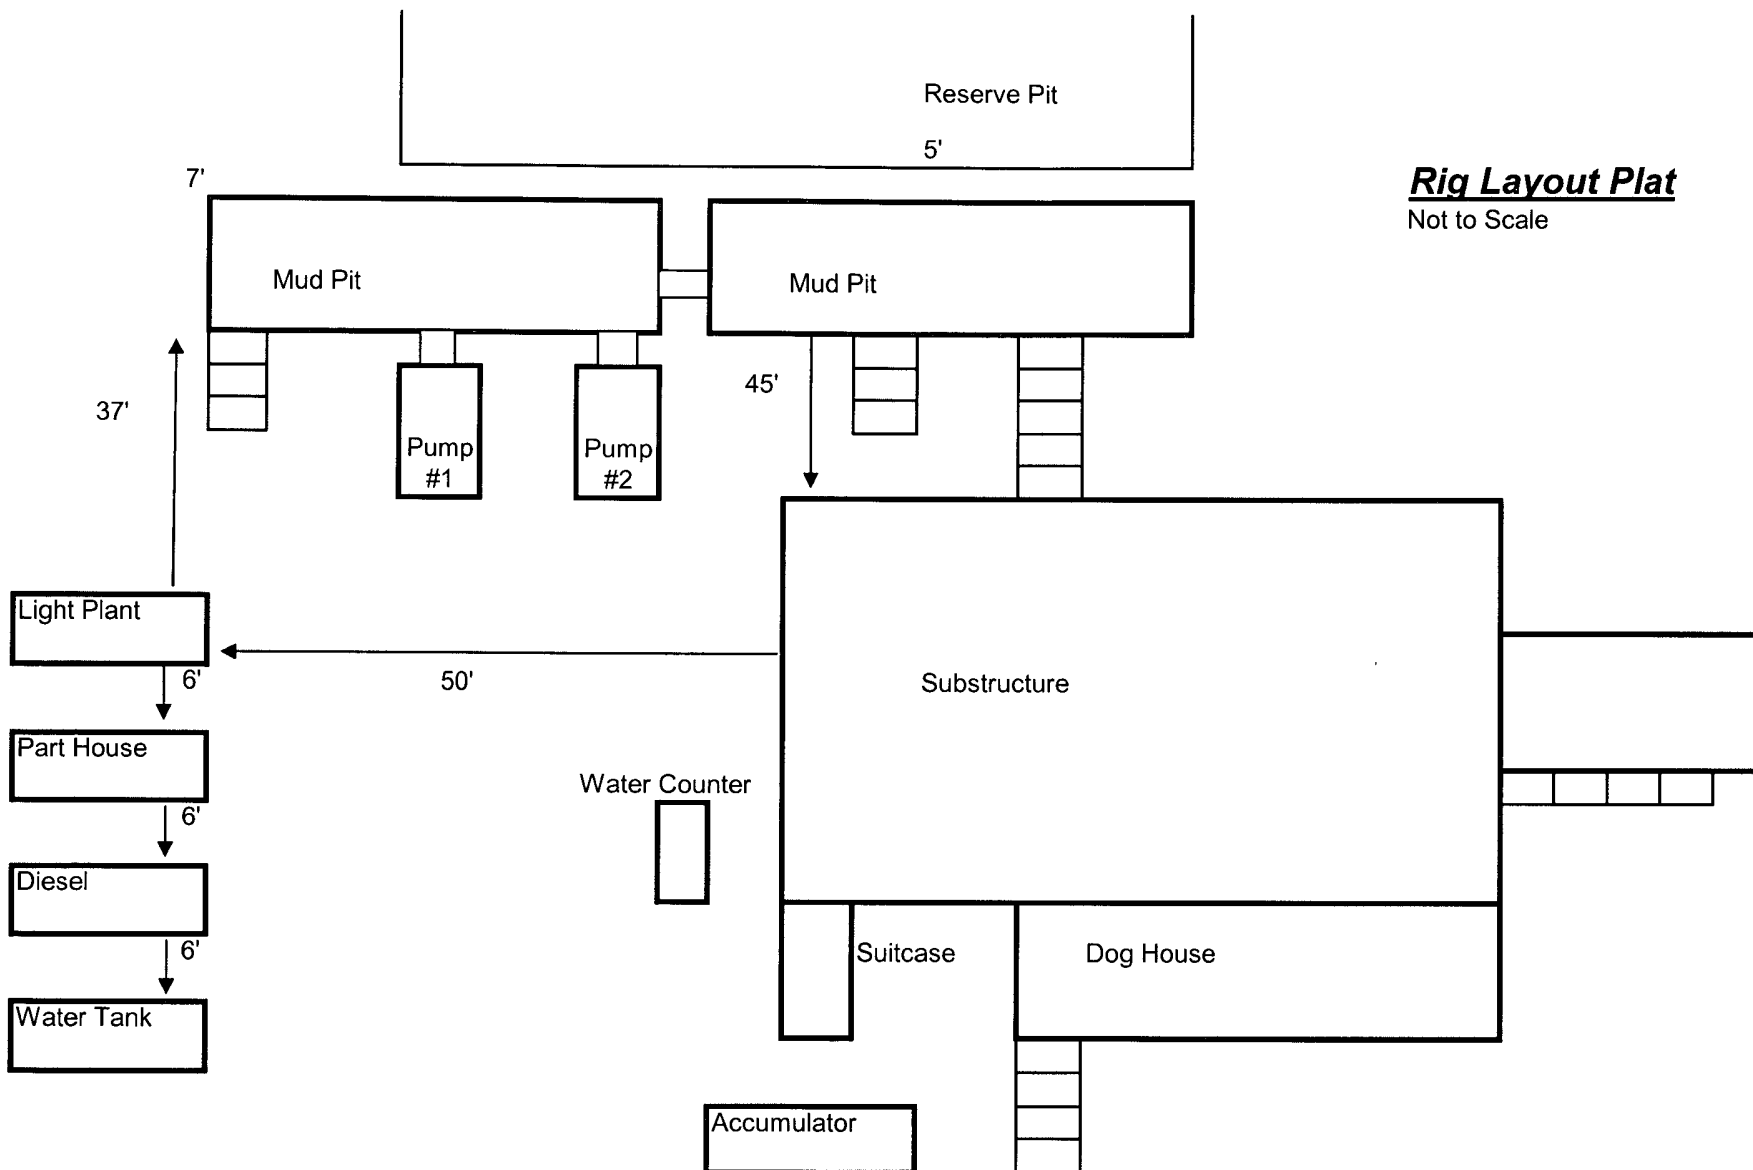 Reserve Pit
5'
7'
Rig Layout Plat
Not to Scale
Mud Pit
Mud Pit
37'
45'
Pump
#1
Pump
#2
Light Plant
6'
50'
Substructure
Part House
Water Counter
6'
Diesel
6'
Suitcase
Dog House
Water Tank
Accumulator